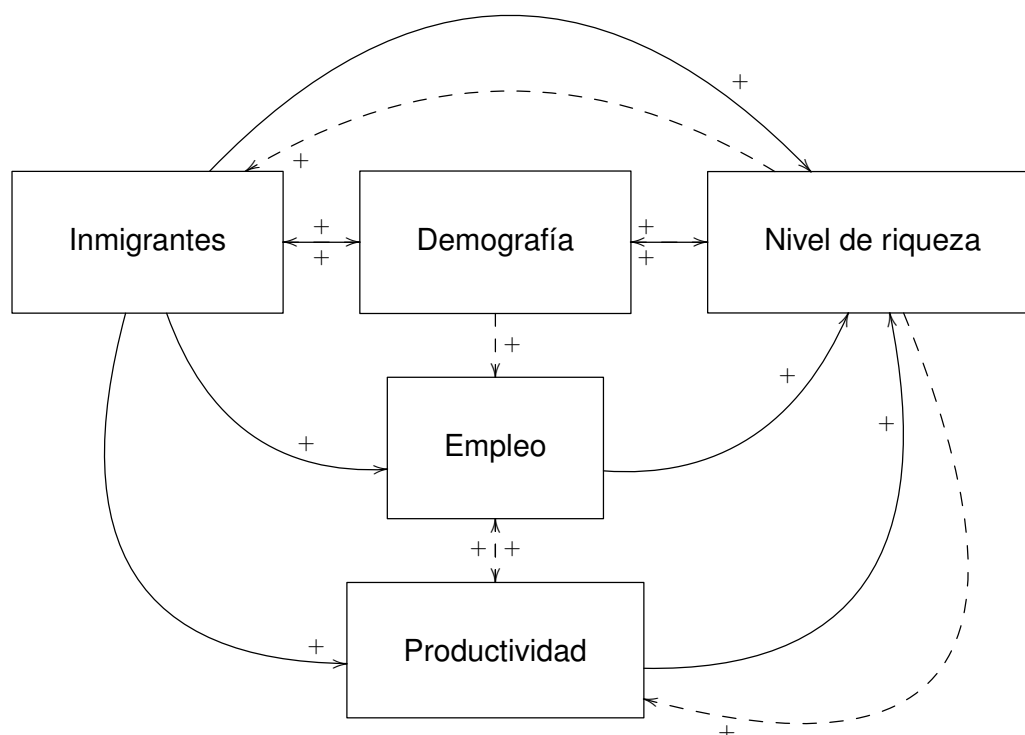 +
+
Inmigrantes
+
+
Demografía
+
+
Nivel de riqueza
+
+
+
Empleo
+
+
+ +
+
Productividad
+